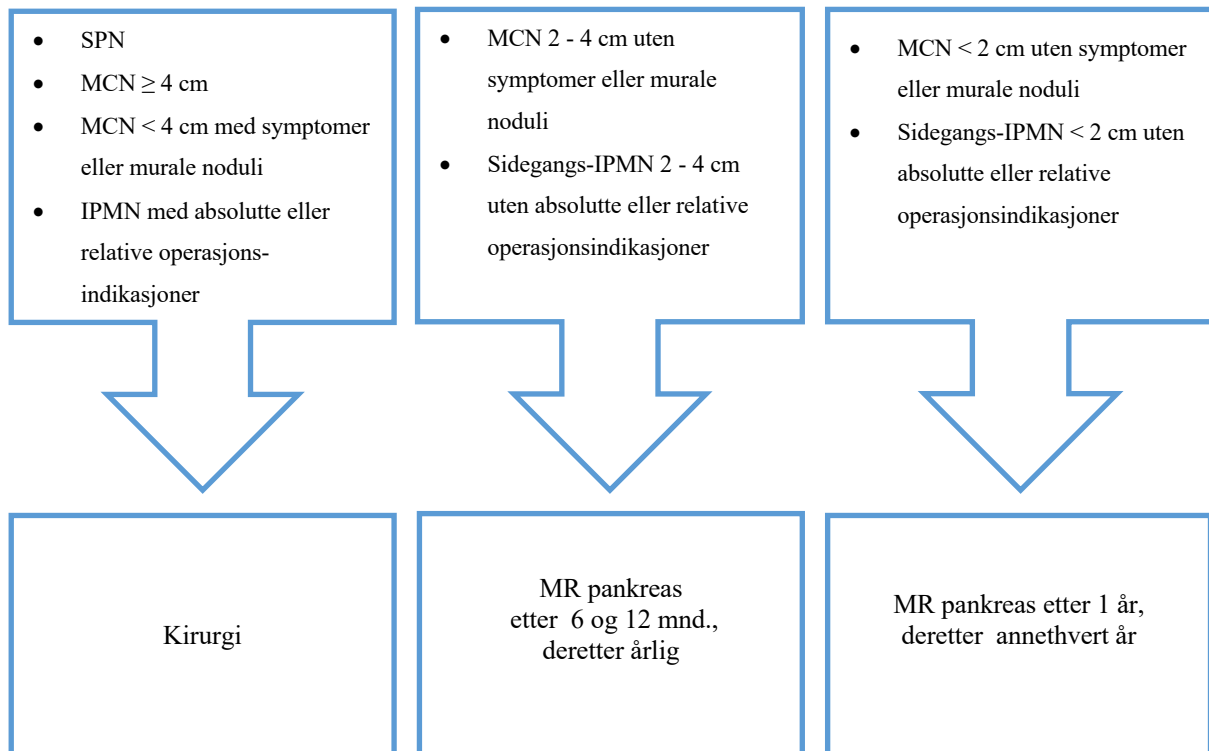 • SPN
• MCN ≥ 4 cm
• MCN < 4 cm med symptomer
eller murale noduli
• IPMN med absolutte eller
relative operasjons-
indikasjoner
• MCN 2 - 4 cm uten
symptomer eller murale
noduli
• Sidegangs-IPMN 2 - 4 cm
uten absolutte eller relative
operasjonsindikasjoner
• MCN < 2 cm uten symptomer
eller murale noduli
• Sidegangs-IPMN < 2 cm uten
absolutte eller relative
operasjonsindikasjoner
Kirurgi
MR pankreas
etter 6 og 12 mnd.,
deretter årlig
MR pankreas etter 1 år,
deretter annethvert år